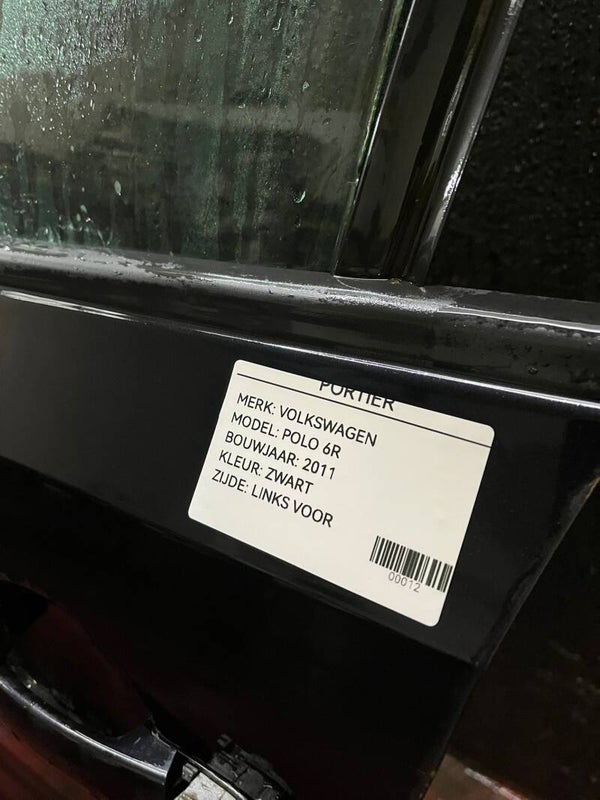 PORTIER
MERK: VOLKSWAGEN
MODEL: POLO 6R
BOUWJAAR: 2011
KLEUR: ZWART
ZIJDE: LINKS VOOR
00012